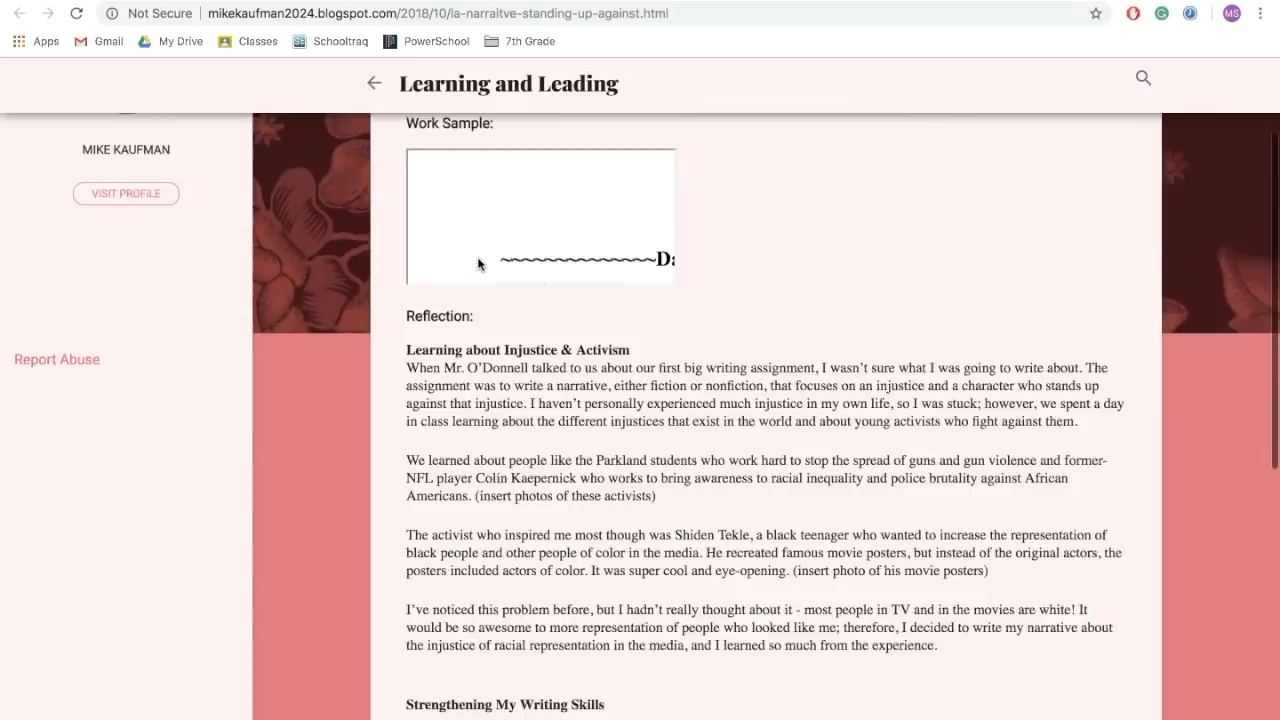 Not Secure
mikekaufman2024.blogspot.com/2018/10/la-narraitve-standing-up-against.html
MS
Apps
Gmail
My Drive
Classes
Schooltraq
PowerSchool
7th Grade
Learning and Leading
MIKE KAUFMAN
VISIT PROFILE
Report Abuse
Work Sample:
~~~~~~~~~~~~~~Da
Reflection:
Learning about Injustice & Activism
When Mr. O’Donnell talked to us about our first big writing assignment, I wasn’t sure what I was going to write about. The
assignment was to write a narrative, either fiction or nonfiction, that focuses on an injustice and a character who stands up
against that injustice. I haven’t personally experienced much injustice in my own life, so I was stuck; however, we spent a day
in class learning about the different injustices that exist in the world and about young activists who fight against them.
We learned about people like the Parkland students who work hard to stop the spread of guns and gun violence and former-
NFL player Colin Kaepernick who works to bring awareness to racial inequality and police brutality against African
Americans. (insert photos of these activists)
The activist who inspired me most though was Shiden Tekle, a black teenager who wanted to increase the representation of
black people and other people of color in the media. He recreated famous movie posters, but instead of the original actors, the
posters included actors of color. It was super cool and eye-opening. (insert photo of his movie posters)
I’ve noticed this problem before, but I hadn’t really thought about it - most people in TV and in the movies are white! It
would be so awesome to more representation of people who looked like me; therefore, I decided to write my narrative about
the injustice of racial representation in the media, and I learned so much from the experience.
Strengthening My Writing Skills